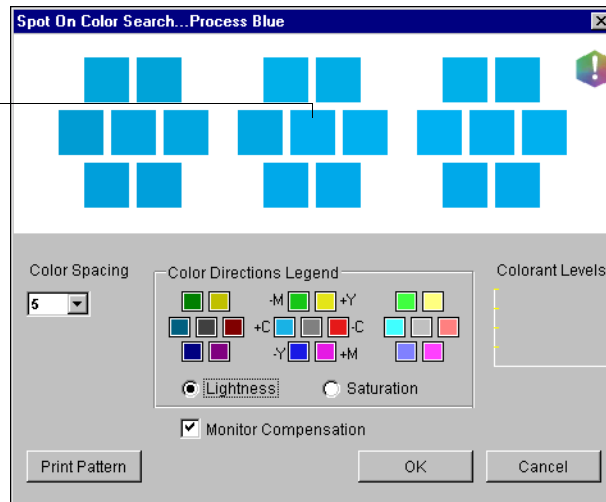 Spot On Color Search...Process Blue
Color Spacing
5
Color Directions Legend
-M +Y
+C -C
-Y +M
Lightness
Saturation
Colorant Levels
Monitor Compensation
Print Pattern
OK
Cancel